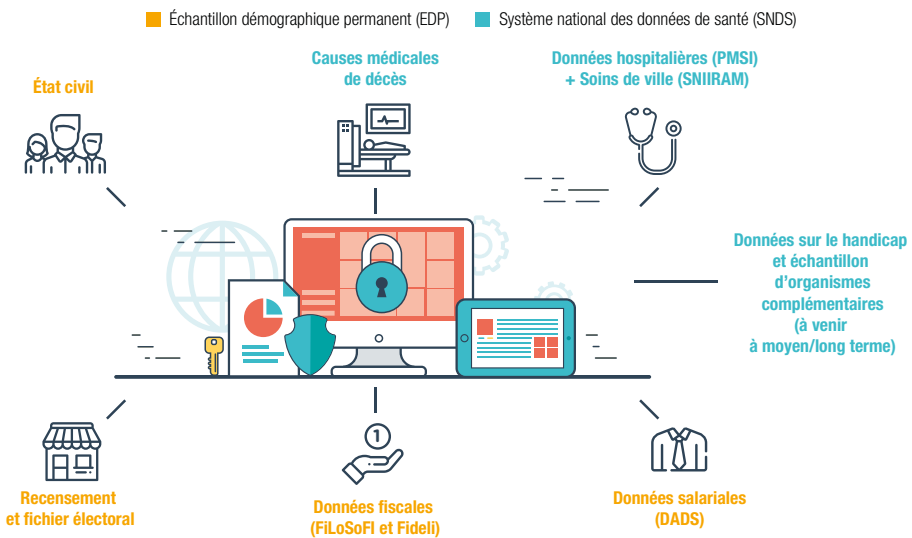 Échantillon démographique permanent (EDP)
Système national des données de santé (SNDS)
État civil
Causes médicales
de décès
Données hospitalières (PMSI)
+ Soins de ville (SNIIRAM)
Données sur le handicap
et échantillon
d'organismes
complémentaires
(à venir
à moyen/long terme)
1
Recensement
et fichier électoral
Données fiscales
(FiLoSoFI et Fideli)
Données salariales
(DADS)